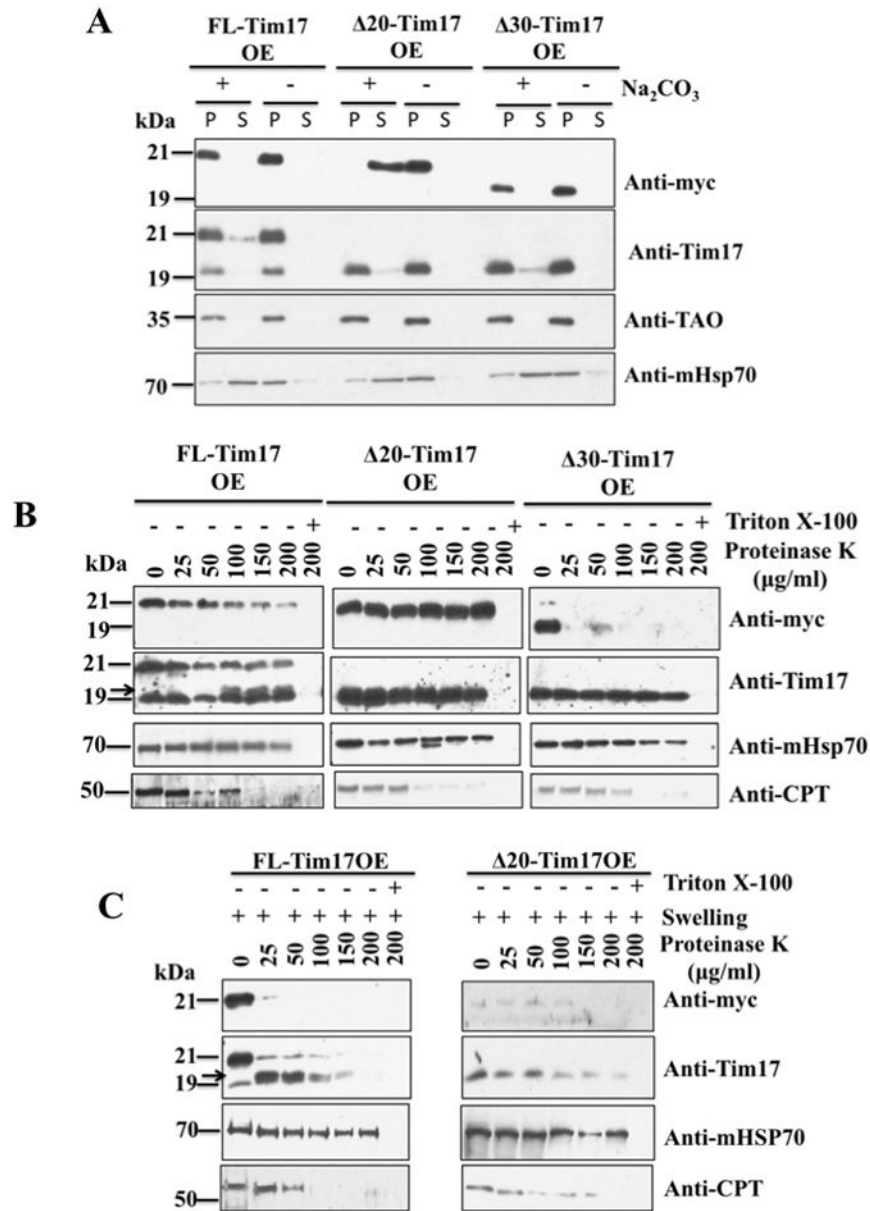 A
FL-Tim17 OE Δ20-Tim17 OE Δ30-Tim17 OE
+ - + - + - Na₂CO₃
kDa P S P S P S P S P S P S
21
19
Anti-myc
21
19
Anti-Tim17
35
Anti-TAO
70
Anti-mHsp70
B
FL-Tim17 OE Δ20-Tim17 OE Δ30-Tim17 OE
- - - - - - + - - - - - - + - - - - - - + Triton X-100
kDa 0 25 50 100 150 200 200 0 25 50 100 150 200 200 0 25 50 100 150 200 200 Proteinase K (μg/ml)
21
19
Anti-myc
21
19
Anti-Tim17
70
Anti-mHsp70
50
Anti-CPT
C
FL-Tim17OE Δ20-Tim17OE
- - - - - - + - - - - - - + Triton X-100
+ + + + + + + + + + + + + + Swelling
kDa 0 25 50 100 150 200 200 0 25 50 100 150 200 200 Proteinase K (μg/ml)
21
Anti-myc
21
19
Anti-Tim17
70
Anti-mHSP70
50
Anti-CPT